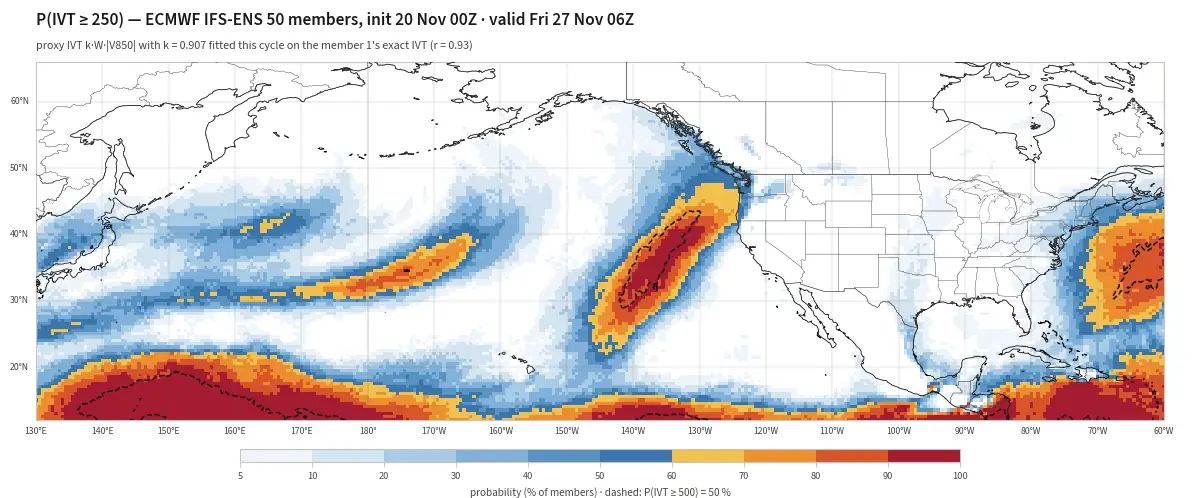 P(IVT ≥ 250) — ECMWF IFS-ENS 50 members, init 20 Nov 00Z · valid Fri 27 Nov 06Z
proxy IVT k·W·|V850| with k = 0.907 fitted this cycle on the member 1's exact IVT (r = 0.93)
60°N
50°N
40°N
30°N
20°N
130°E 140°E 150°E 160°E 170°E 180° 170°W 160°W 150°W 140°W 130°W 120°W 110°W 100°W 90°W 80°W 70°W 60°W
5 10 20 30 40 50 60 70 80 90 100
probability (% of members) · dashed: P(IVT ≥ 500) = 50 %